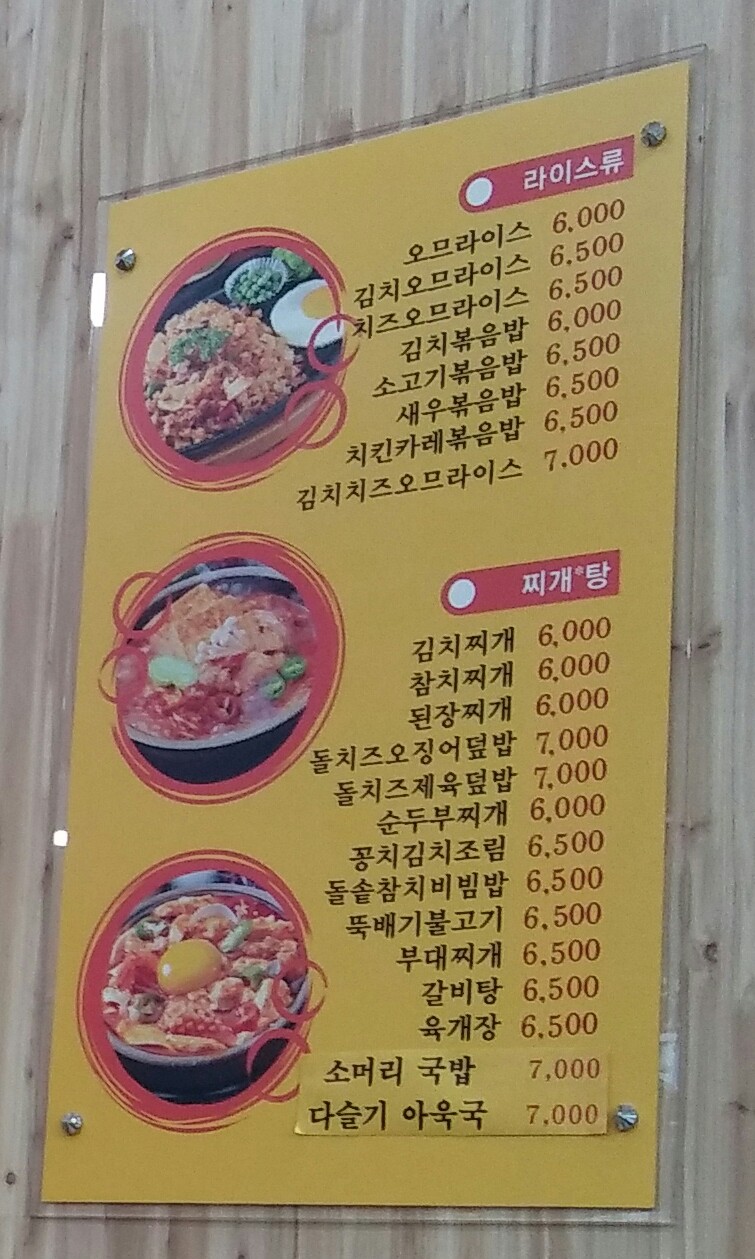 라이스류
오므라이스 6,000
김치오므라이스 6,500
치즈오므라이스 6,500
김치볶음밥 6,000
소고기볶음밥 6,500
새우볶음밥 6,500
치킨카레볶음밥 6,500
김치치즈오므라이스 7,000
찌개*탕
김치찌개 6,000
참치찌개 6,000
된장찌개 6,000
돌치즈오징어덮밥 7,000
돌치즈제육덮밥 7,000
순두부찌개 6,000
꽁치김치조림 6,500
돌솥참치비빔밥 6,500
뚝배기불고기 6,500
부대찌개 6,500
갈비탕 6,500
육개장 6,500
소머리 국밥 7,000
다슬기 아욱국 7,000